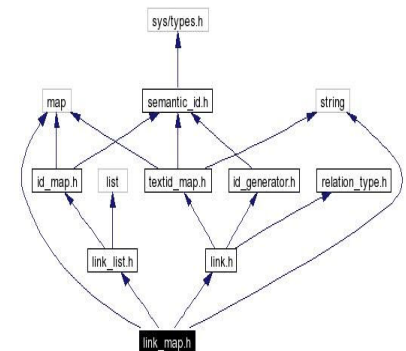 sys/types.h
map
semantic_id.h
string
id_map.h
list
textid_map.h
id_generator.h
relation_type.h
link_list.h
link.h
link_map.h